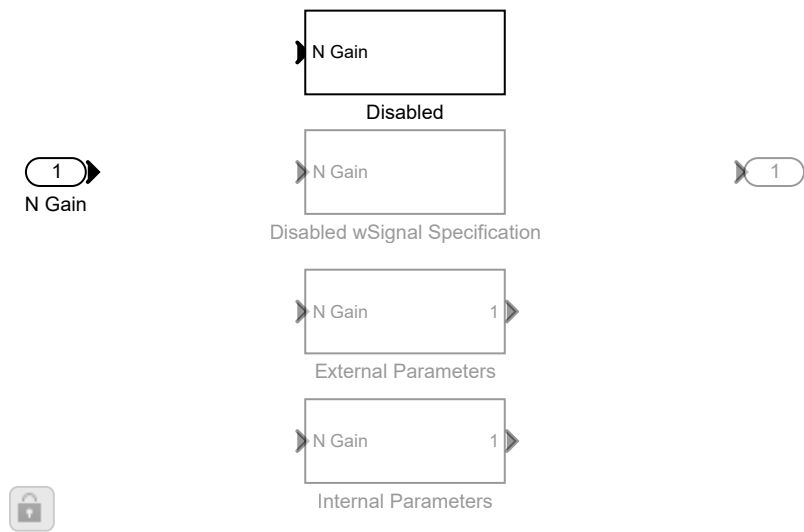 N Gain
Disabled
1
N Gain
N Gain
1
Disabled wSignal Specification
N Gain 1
External Parameters
N Gain 1
Internal Parameters